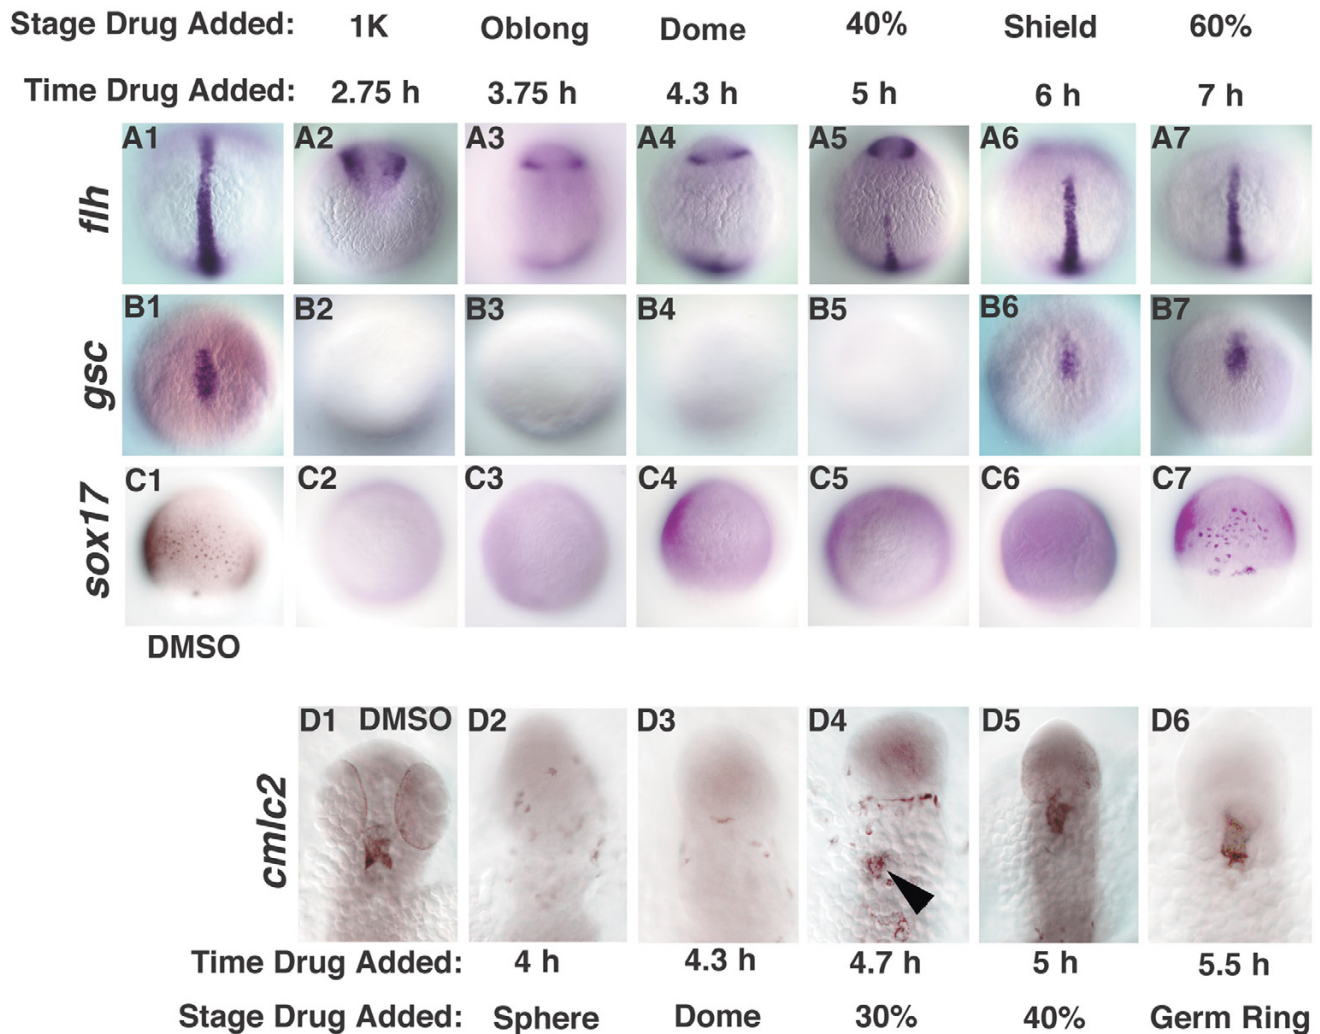 Stage Drug Added: 1K Oblong Dome 40% Shield 60%
Time Drug Added: 2.75 h 3.75 h 4.3 h 5 h 6 h 7 h
A1 A2 A3 A4 A5 A6 A7
flh
B1 B2 B3 B4 B5 B6 B7
gsc
C1 C2 C3 C4 C5 C6 C7
sox17
DMSO
D1 DMSO D2 D3 D4 D5 D6
cmlc2
Time Drug Added: 4 h 4.3 h 4.7 h 5 h 5.5 h
Stage Drug Added: Sphere Dome 30% 40% Germ Ring